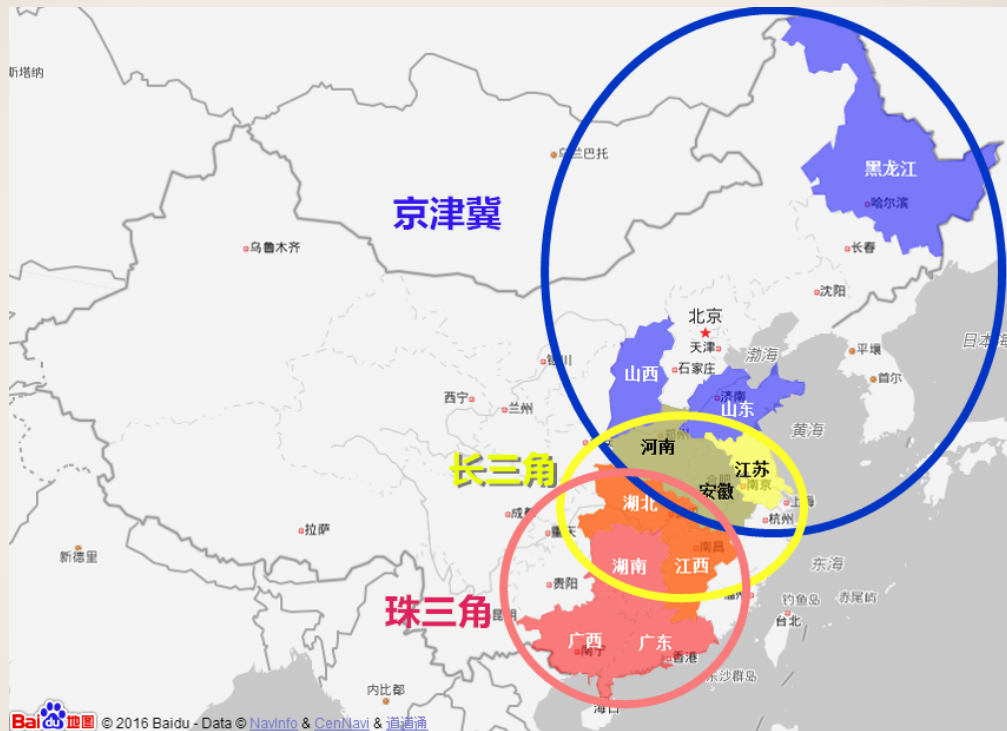 斯塔纳
乌兰巴托
黑龙江
哈尔滨
京津冀
乌鲁木齐
长春
沈阳
北京
日本海
天津
渤海
平壤
石家庄
山西
首尔
西宁
兰州
济南
山东
黄海
河南
长三角
江苏
安徽
南京
湖北
上海
杭州
拉萨
重庆
南昌
新德里
湖南
江西
东海
贵阳
钓鱼岛
赤尾屿
珠三角
昆明
台北
广西
广东
南宁
香港
东沙群岛
内比都
海口
Bai du 地图 © 2016 Baidu - Data © NavInfo & CenNavi & 道道通